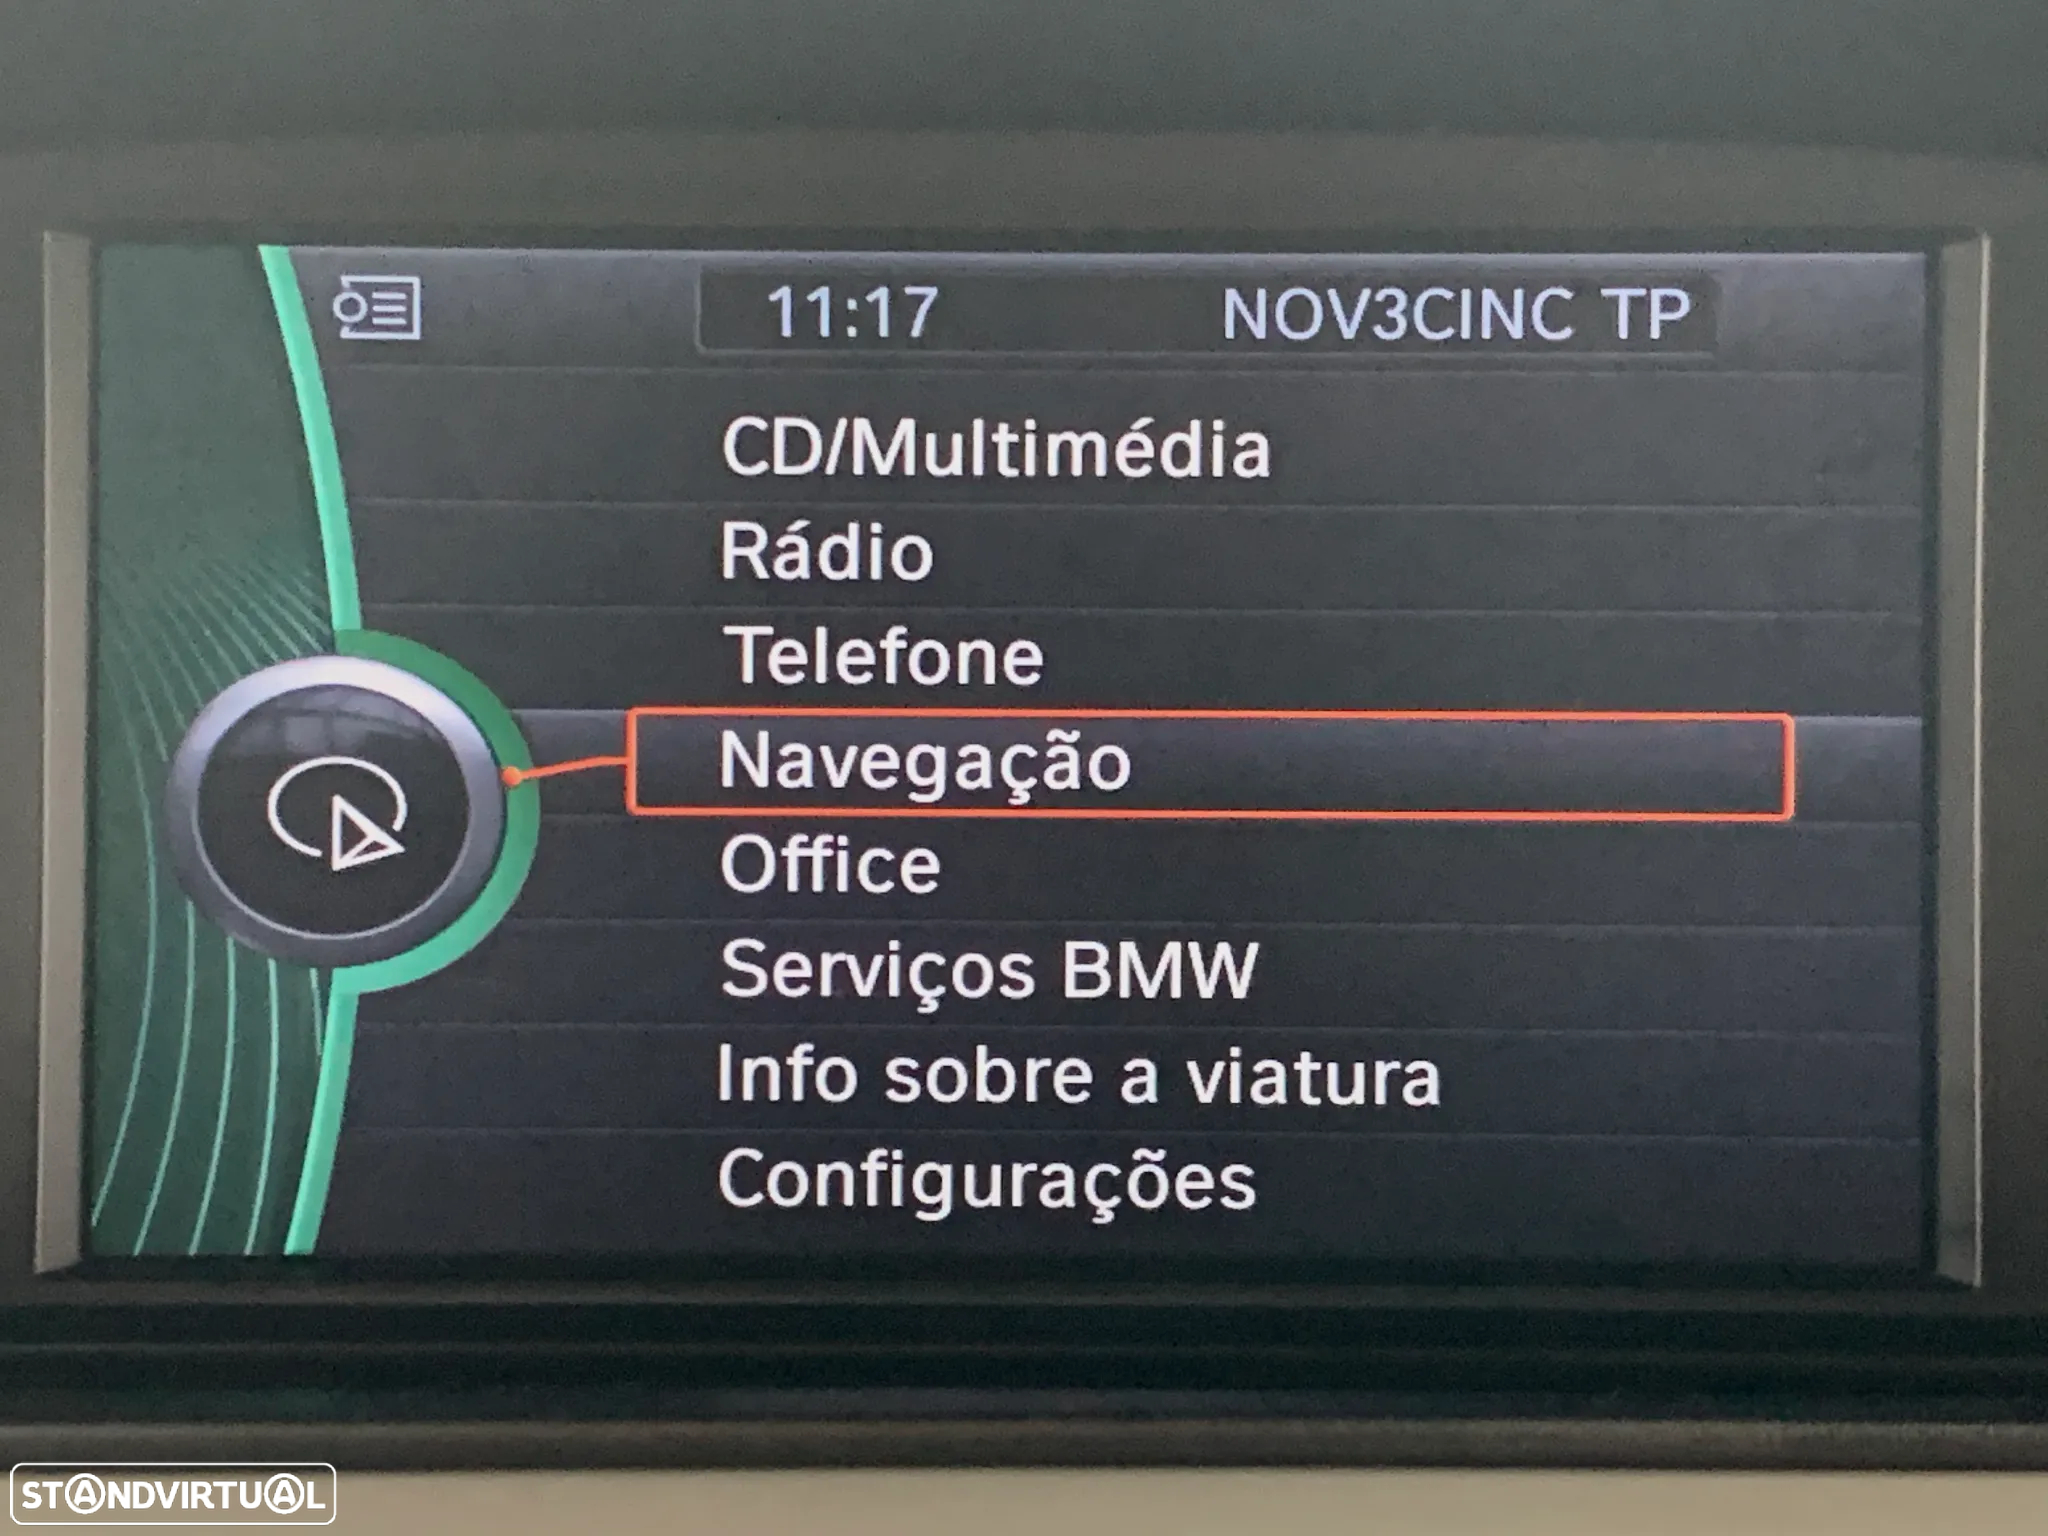 11:17 NOV3CINC TP
CD/Multimédia
Rádio
Telefone
Navegação
Office
Serviços BMW
Info sobre a viatura
Configurações
STANDVIRTUAL